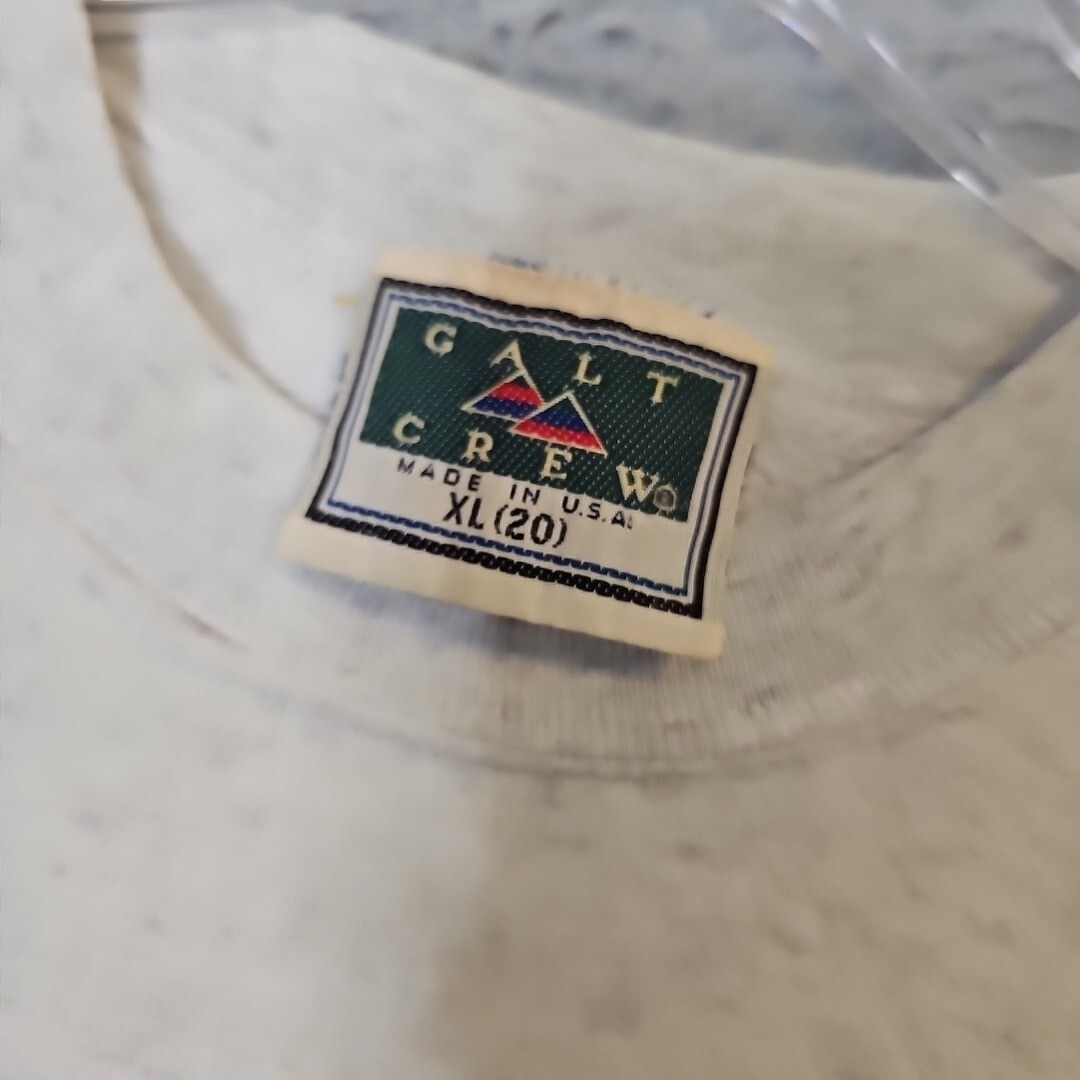 GALT
CREW®
MADE IN U.S.A.
XL (20)